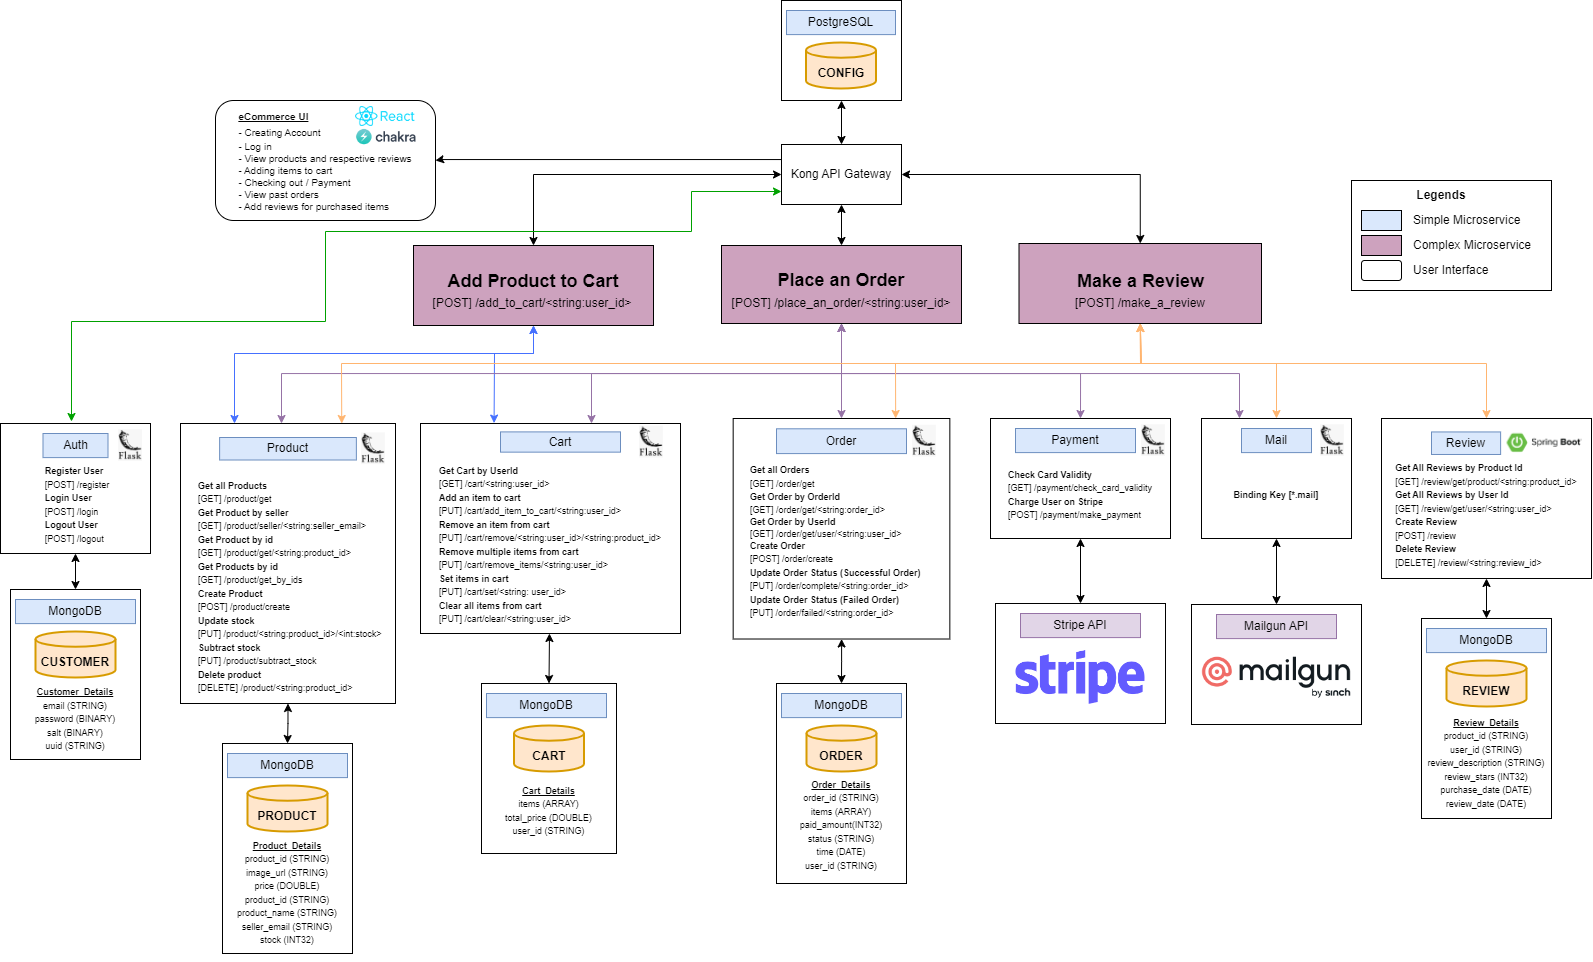 PostgreSQL
CONFIG
eCommerce UI
React
chakra
- Creating Account
- Log in
- View products and respective reviews
- Adding items to cart
- Checking out / Payment
- View past orders
- Add reviews for purchased items
Kong API Gateway
Legends
Simple Microservice
Complex Microservice
User Interface
Add Product to Cart
[POST] /add_to_cart/<string:user_id>
Place an Order
[POST] /place_an_order/<string:user_id>
Make a Review
[POST] /make_a_review
Auth
Flask
Register User
[POST] /register
Login User
[POST] /login
Logout User
[POST] /logout
MongoDB
CUSTOMER
Customer_Details
email (STRING)
password (BINARY)
salt (BINARY)
uuid (STRING)
Product
Flask
Get all Products
[GET] /product/get
Get Product by seller
[GET] /product/seller/<string:seller_email>
Get Product by id
[GET] /product/get/<string:product_id>
Get Products by id
[GET] /product/get_by_ids
Create Product
[POST] /product/create
Update stock
[PUT] /product/<string:product_id>/<int:stock>
Subtract stock
[PUT] /product/subtract_stock
Delete product
[DELETE] /product/<string:product_id>
MongoDB
PRODUCT
Product_Details
product_id (STRING)
image_url (STRING)
price (DOUBLE)
product_id (STRING)
product_name (STRING)
seller_email (STRING)
stock (INT32)
Cart
Flask
Get Cart by UserId
[GET] /cart/<string:user_id>
Add an item to cart
[PUT] /cart/add_item_to_cart/<string:user_id>
Remove an item from cart
[PUT] /cart/remove/<string:user_id>/<string:product_id>
Remove multiple items from cart
[PUT] /cart/remove_items/<string:user_id>
Set items in cart
[PUT] /cart/set/<string: user_id>
Clear all items from cart
[PUT] /cart/clear/<string:user_id>
MongoDB
CART
Cart_Details
items (ARRAY)
total_price (DOUBLE)
user_id (STRING)
Order
Flask
Get all Orders
[GET] /order/get
Get Order by OrderId
[GET] /order/get/<string:order_id>
Get Order by UserId
[GET] /order/get/user/<string:user_id>
Create Order
[POST] /order/create
Update Order Status (Successful Order)
[PUT] /order/complete/<string:order_id>
Update Order Status (Failed Order)
[PUT] /order/failed/<string:order_id>
MongoDB
ORDER
Order_Details
order_id (STRING)
items (ARRAY)
paid_amount(INT32)
status (STRING)
time (DATE)
user_id (STRING)
Payment
Flask
Check Card Validity
[GET] /payment/check_card_validity
Charge User on Stripe
[POST] /payment/make_payment
Stripe API
stripe
Mail
Flask
Binding Key [*.mail]
Mailgun API
mailgun
by sinch
Review
Spring Boot
Get All Reviews by Product Id
[GET] /review/get/product/<string:product_id>
Get All Reviews by User Id
[GET] /review/get/user/<string:user_id>
Create Review
[POST] /review
Delete Review
[DELETE] /review/<string:review_id>
MongoDB
REVIEW
Review_Details
product_id (STRING)
user_id (STRING)
review_description (STRING)
review_stars (INT32)
purchase_date (DATE)
review_date (DATE)